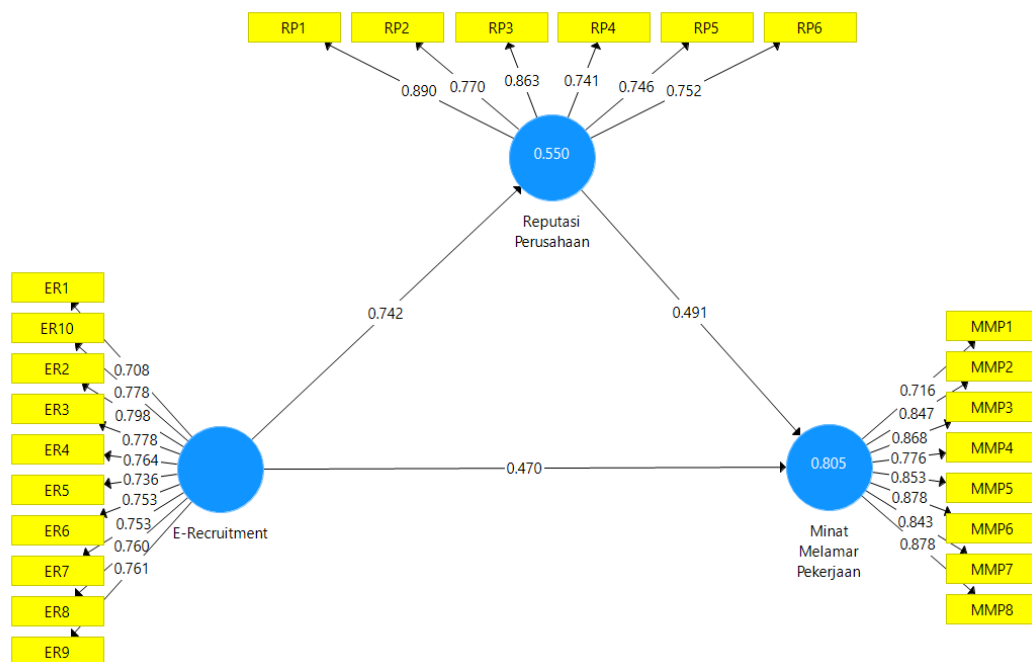 RP1 RP2 RP3 RP4 RP5 RP6
0.890 0.770 0.863 0.741 0.746 0.752
0.550
Reputasi
Perusahaan
0.742
0.491
ER1
ER10
ER2
ER3
ER4
ER5
ER6
ER7
ER8
ER9
0.708
0.778
0.798
0.778
0.764
0.736
0.753
0.753
0.760
0.761
E-Recruitment
0.470
0.805
Minat
Melamar
Pekerjaan
0.716
0.847
0.868
0.776
0.853
0.878
0.843
0.878
MMP1
MMP2
MMP3
MMP4
MMP5
MMP6
MMP7
MMP8